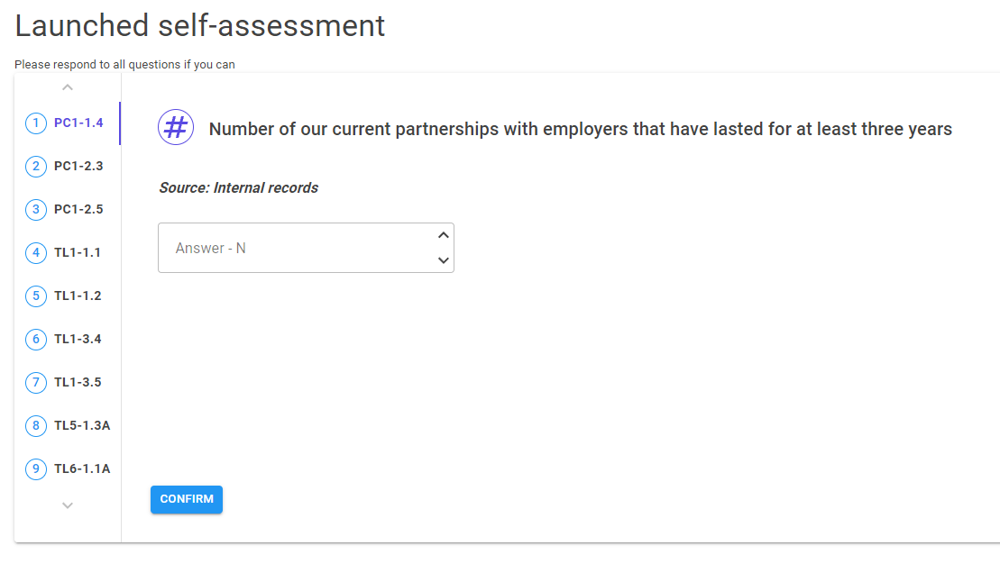 Launched self-assessment
Please respond to all questions if you can
1 PC1-1.4
# Number of our current partnerships with employers that have lasted for at least three years
2 PC1-2.3
Source: Internal records
3 PC1-2.5
4 TL1-1.1
Answer - N
5 TL1-1.2
6 TL1-3.4
7 TL1-3.5
8 TL5-1.3A
9 TL6-1.1A
CONFIRM